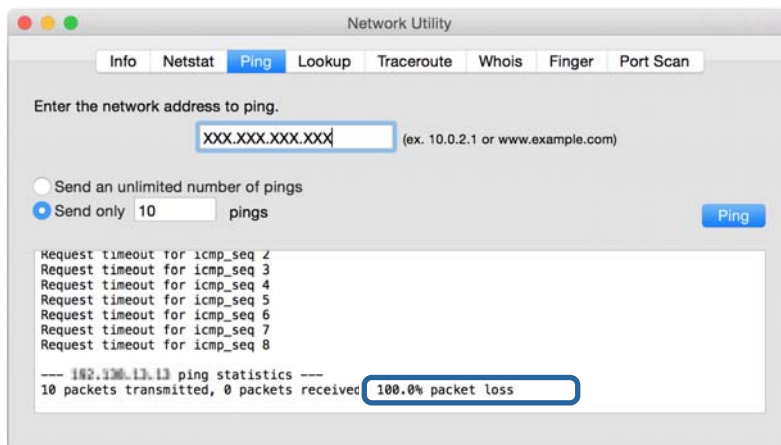 Network Utility
Info Netstat Ping Lookup Traceroute Whois Finger Port Scan
Enter the network address to ping.
XXX.XXX.XXX.XXX (ex. 10.0.2.1 or www.example.com)
Send an unlimited number of pings
Send only 10 pings
Ping
Request timeout for icmp_seq 2
Request timeout for icmp_seq 3
Request timeout for icmp_seq 4
Request timeout for icmp_seq 5
Request timeout for icmp_seq 6
Request timeout for icmp_seq 7
Request timeout for icmp_seq 8
--- ping statistics ---
10 packets transmitted, 0 packets received 100.0% packet loss